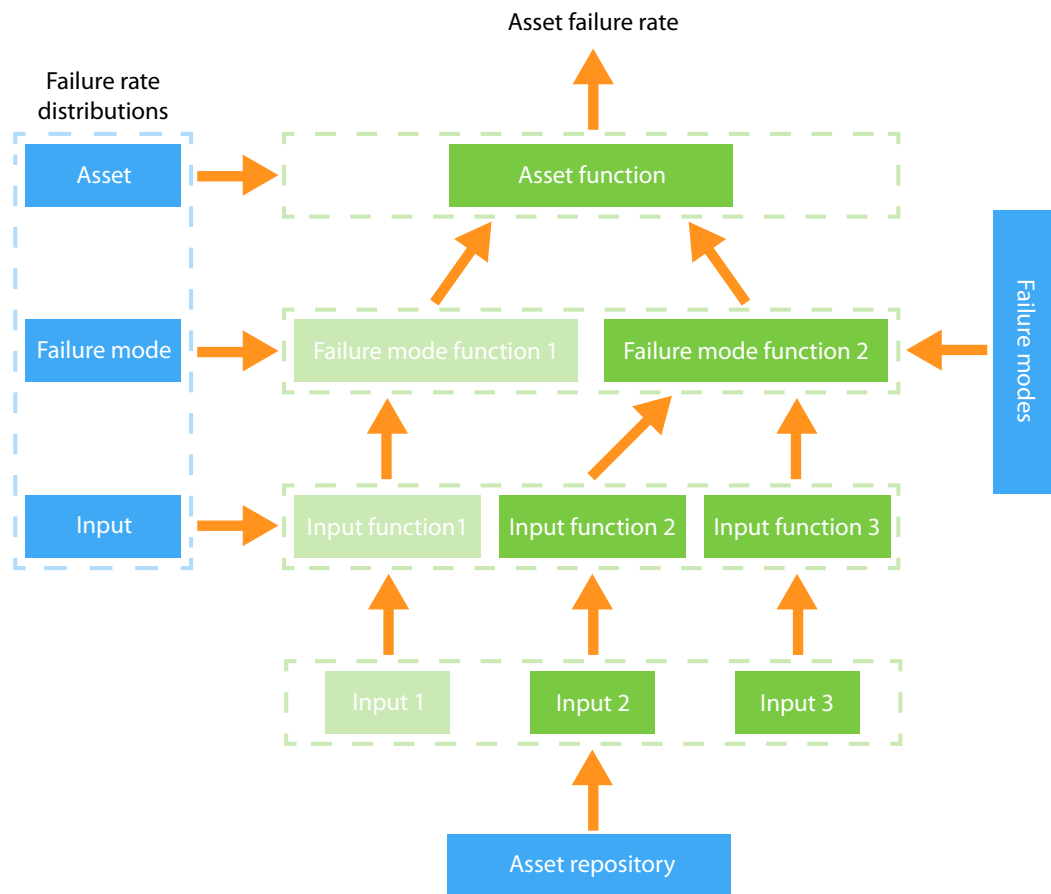 Asset failure rate
Failure rate
distributions
Asset
Asset function
Failure modes
Failure mode
Failure mode function 1
Failure mode function 2
Input
Input function1
Input function 2
Input function 3
Input 1
Input 2
Input 3
Asset repository